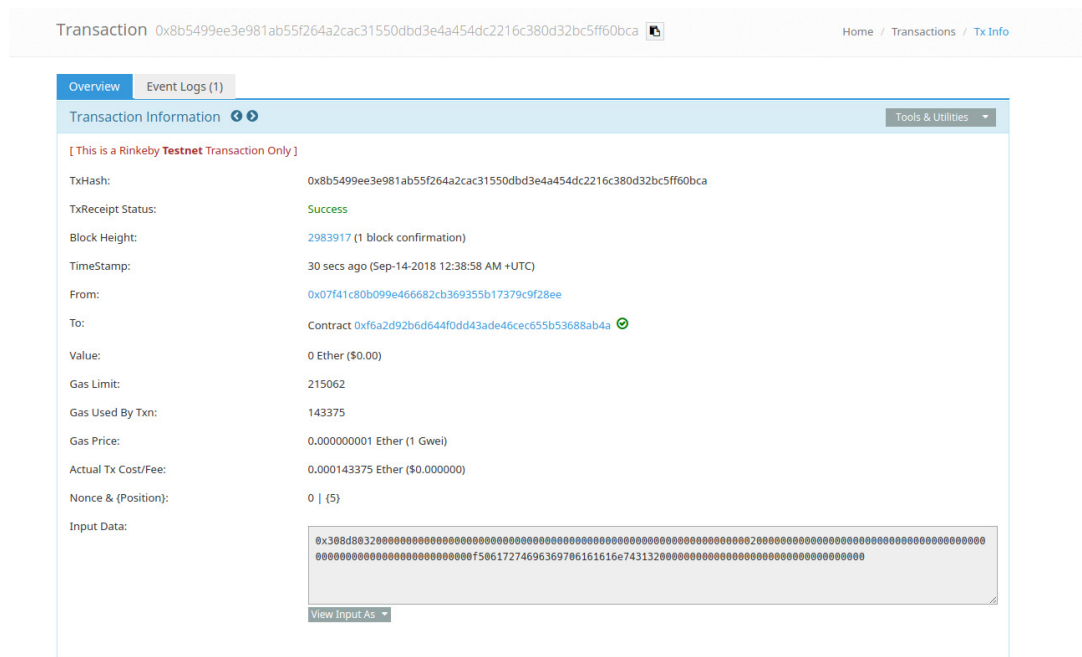 Transaction 0x8b5499ee3e981ab55f264a2cac31550dbd3e4a454dc2216c380d32bc5ff60bca
Home / Transactions / Tx Info
Overview Event Logs (1)
Transaction Information
Tools & Utilities
[ This is a Rinkeby Testnet Transaction Only ]
TxHash: 0x8b5499ee3e981ab55f264a2cac31550dbd3e4a454dc2216c380d32bc5ff60bca
TxReceipt Status: Success
Block Height: 2983917 (1 block confirmation)
TimeStamp: 30 secs ago (Sep-14-2018 12:38:58 AM +UTC)
From: 0x07f41c80b099e466682cb369355b17379c9f28ee
To: Contract 0xf6a2d92b6d644f0dd43ade46cec655b53688ab4a
Value: 0 Ether ($0.00)
Gas Limit: 215062
Gas Used By Txn: 143375
Gas Price: 0.000000001 Ether (1 Gwei)
Actual Tx Cost/Fee: 0.000143375 Ether ($0.000000)
Nonce & {Position}: 0 | {5}
Input Data:
View Input As